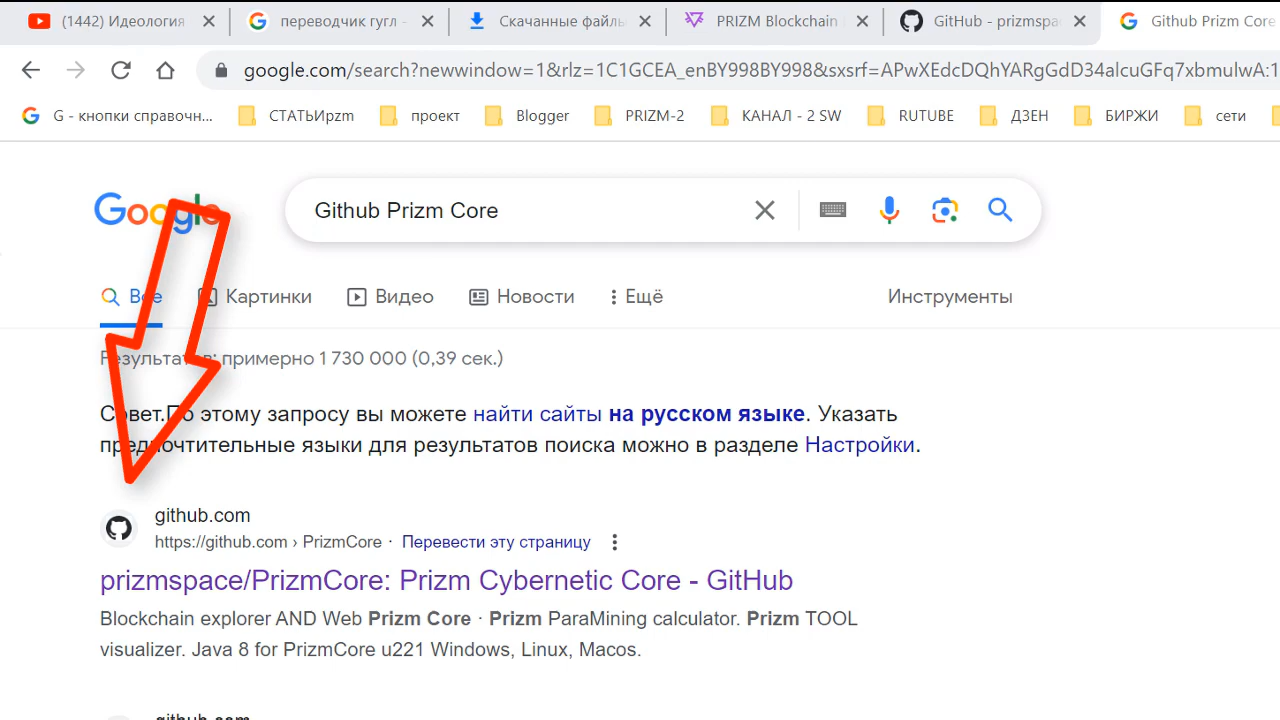 (1442) Идеология
переводчик гугл -
Скачанные файлы
PRIZM Blockchain
GitHub - prizmspa
Github Prizm Core
google.com/search?newwindow=1&rlz=1C1GCEA_enBY998BY998&sxsrf=APwXEdcDQhYARgGdD34alcuGFq7xbmulwA:1
G - кнопки справочн...
СТАТЬИpzm
проект
Blogger
PRIZM-2
КАНАЛ - 2 SW
RUTUBE
ДЗЕН
БИРЖИ
сети
Google
Github Prizm Core
Все
Картинки
Видео
Новости
Ещё
Инструменты
Результатов: примерно 1 730 000 (0,39 сек.)
Совет.По этому запросу вы можете найти сайты на русском языке. Указать
предпочтительные языки для результатов поиска можно в разделе Настройки.
github.com
https://github.com › PrizmCore · Перевести эту страницу
prizmspace/PrizmCore: Prizm Cybernetic Core - GitHub
Blockchain explorer AND Web Prizm Core · Prizm ParaMining calculator. Prizm TOOL
visualizer. Java 8 for PrizmCore u221 Windows, Linux, Macos.
github.com